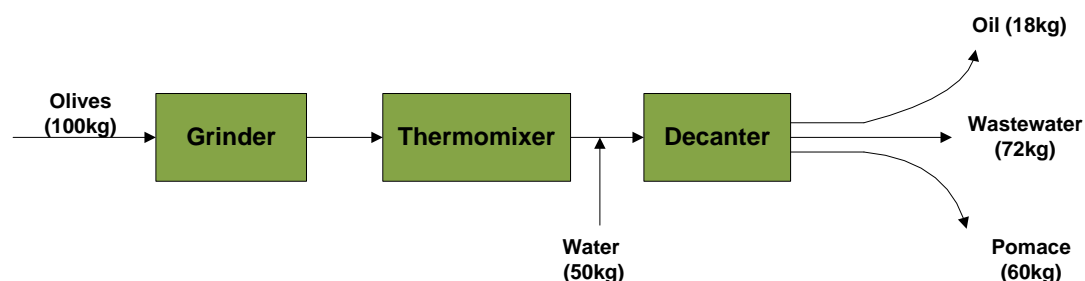 Oil (18kg)
Olives
(100kg)
Grinder
Thermomixer
Decanter
Wastewater
(72kg)
Water
(50kg)
Pomace
(60kg)